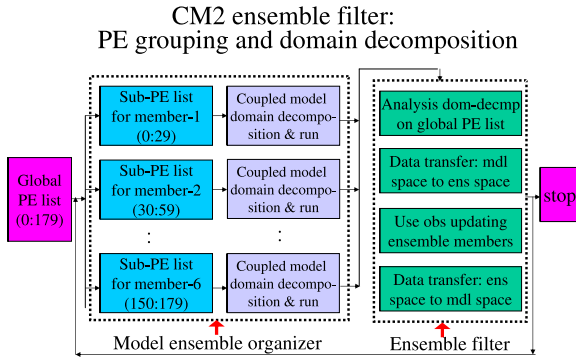 CM2 ensemble filter:
PE grouping and domain decomposition
Global
PE list
(0:179)
Sub-PE list
for member-1
(0:29)
Coupled model
domain decompo-
sition & run
Sub-PE list
for member-2
(30:59)
Coupled model
domain decompo-
sition & run
:
:
Sub-PE list
for member-6
(150:179)
Coupled model
domain decompo-
sition & run
Model ensemble organizer
Analysis dom-decmp
on global PE list
Data transfer: mdl
space to ens space
Use obs updating
ensemble members
Data transfer: ens
space to mdl space
Ensemble filter
stop